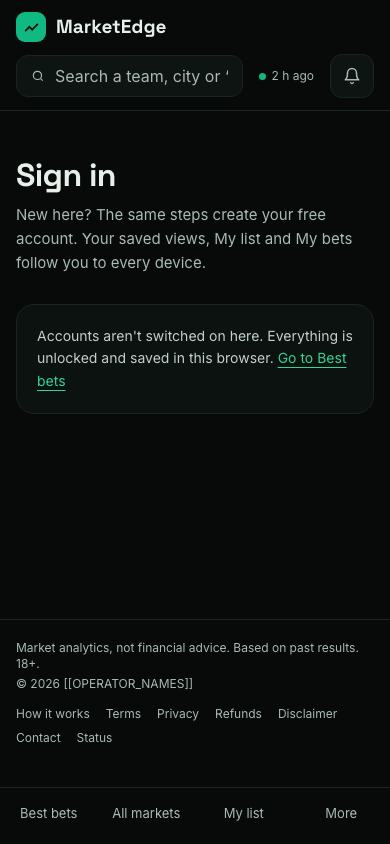 MarketEdge
Search a team, city or '
2 h ago
Sign in
New here? The same steps create your free
account. Your saved views, My list and My bets
follow you to every device.
Accounts aren't switched on here. Everything is
unlocked and saved in this browser. Go to Best
bets
Market analytics, not financial advice. Based on past results.
18+.
© 2026 [[OPERATOR_NAMES]]
How it works Terms Privacy Refunds Disclaimer
Contact Status
Best bets All markets My list More